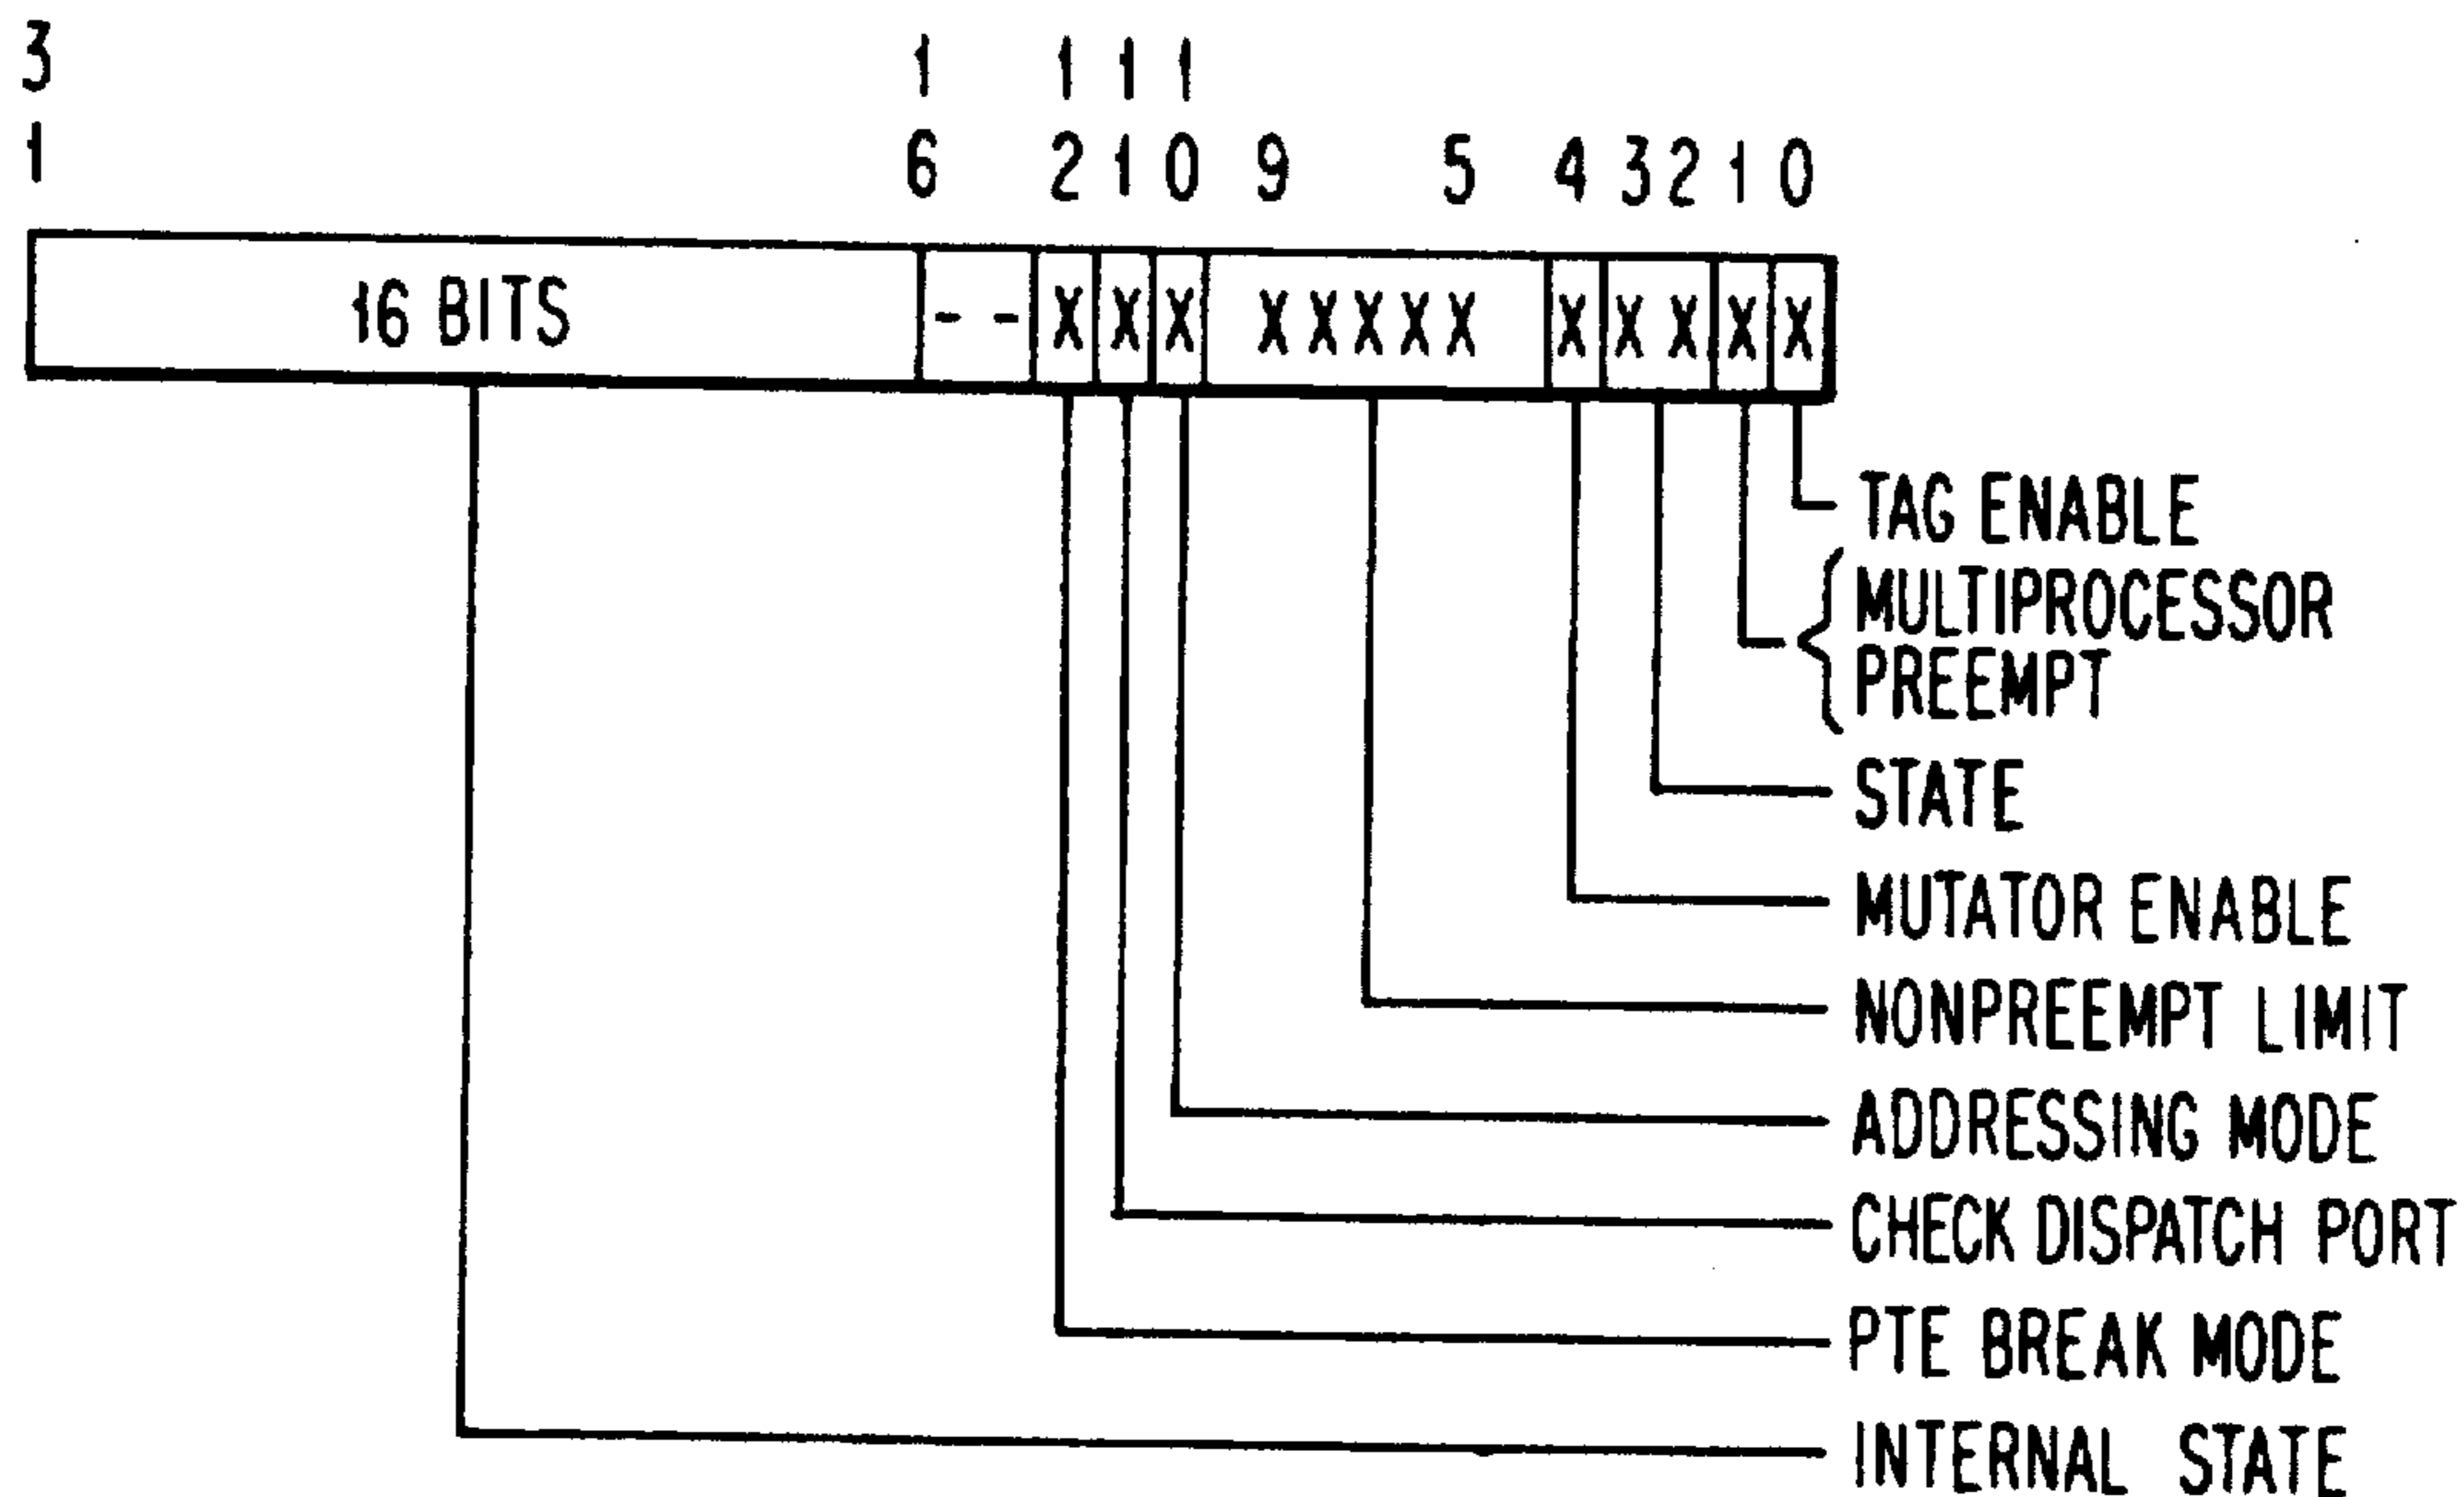 3 1 1 1 1
1 6 2 1 0 9 5 4 3 2 1 0
16 BITS - - X X X X X X X X X X X X X
TAG ENABLE
MULTIPROCESSOR
PREEMPT
STATE
MUTATOR ENABLE
NONPREEMPT LIMIT
ADDRESSING MODE
CHECK DISPATCH PORT
PTE BREAK MODE
INTERNAL STATE